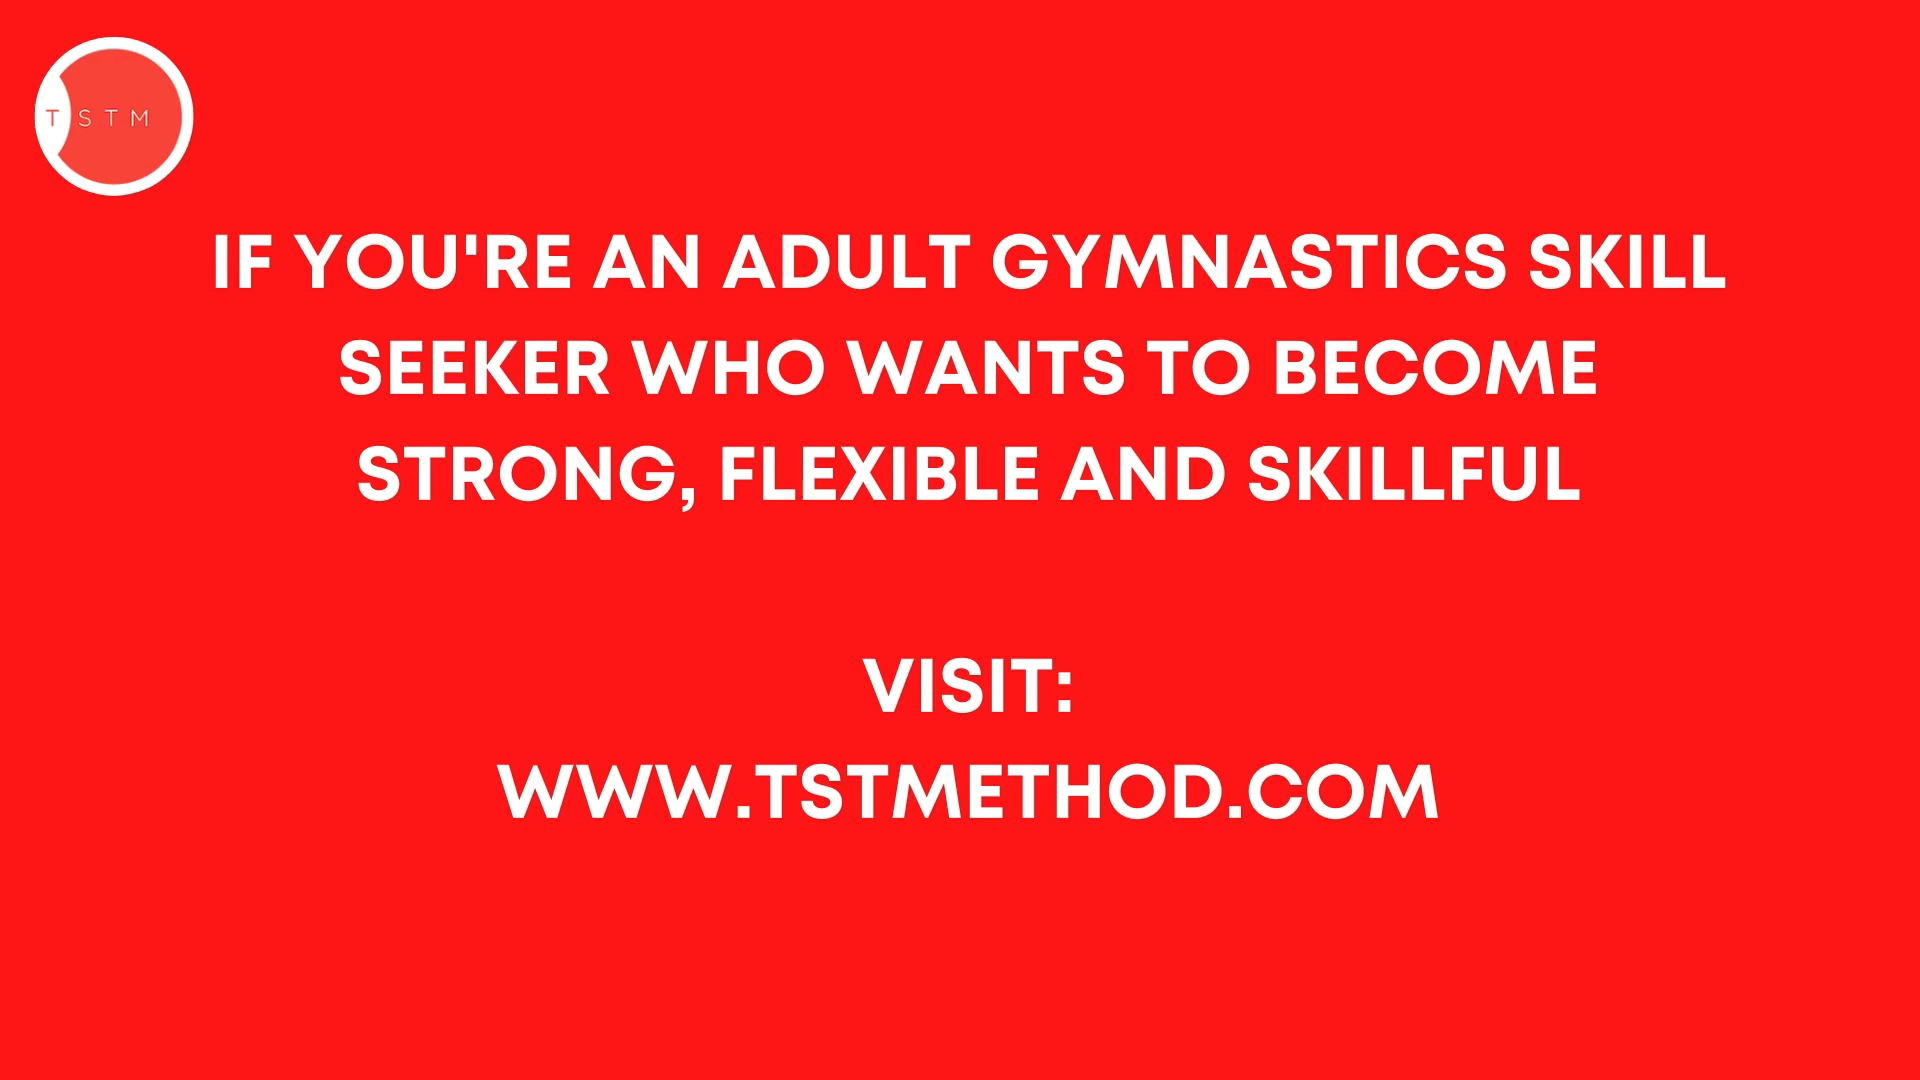 TSTM
IF YOU'RE AN ADULT GYMNASTICS SKILL
SEEKER WHO WANTS TO BECOME
STRONG, FLEXIBLE AND SKILLFUL
VISIT:
WWW.TSTMETHOD.COM